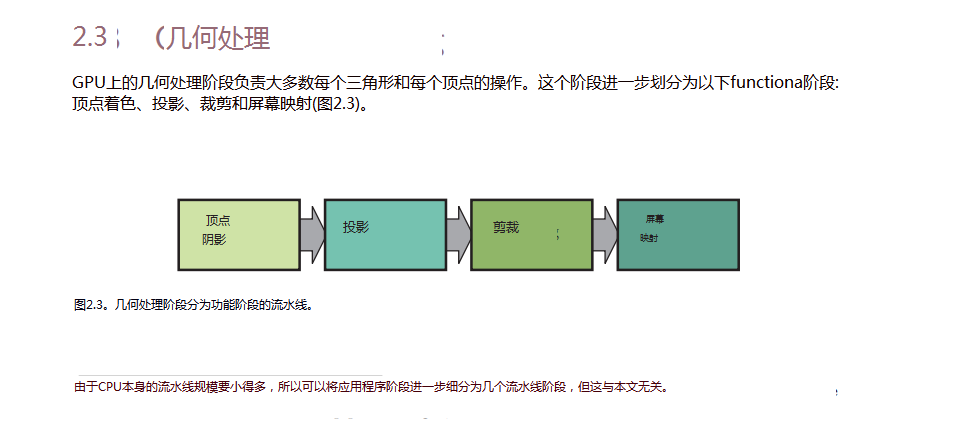 2.3 ; （几何处理 ;
GPU上的几何处理阶段负责大多数每个三角形和每个顶点的操作。这个阶段进一步划分为以下functiona阶段:
顶点着色、投影、裁剪和屏幕映射(图2.3)。
顶点
阴影
投影
剪裁 ;
屏幕
映射
图2.3。几何处理阶段分为功能阶段的流水线。
由于CPU本身的流水线规模要小得多，所以可以将应用程序阶段进一步细分为几个流水线阶段，但这与本文无关。